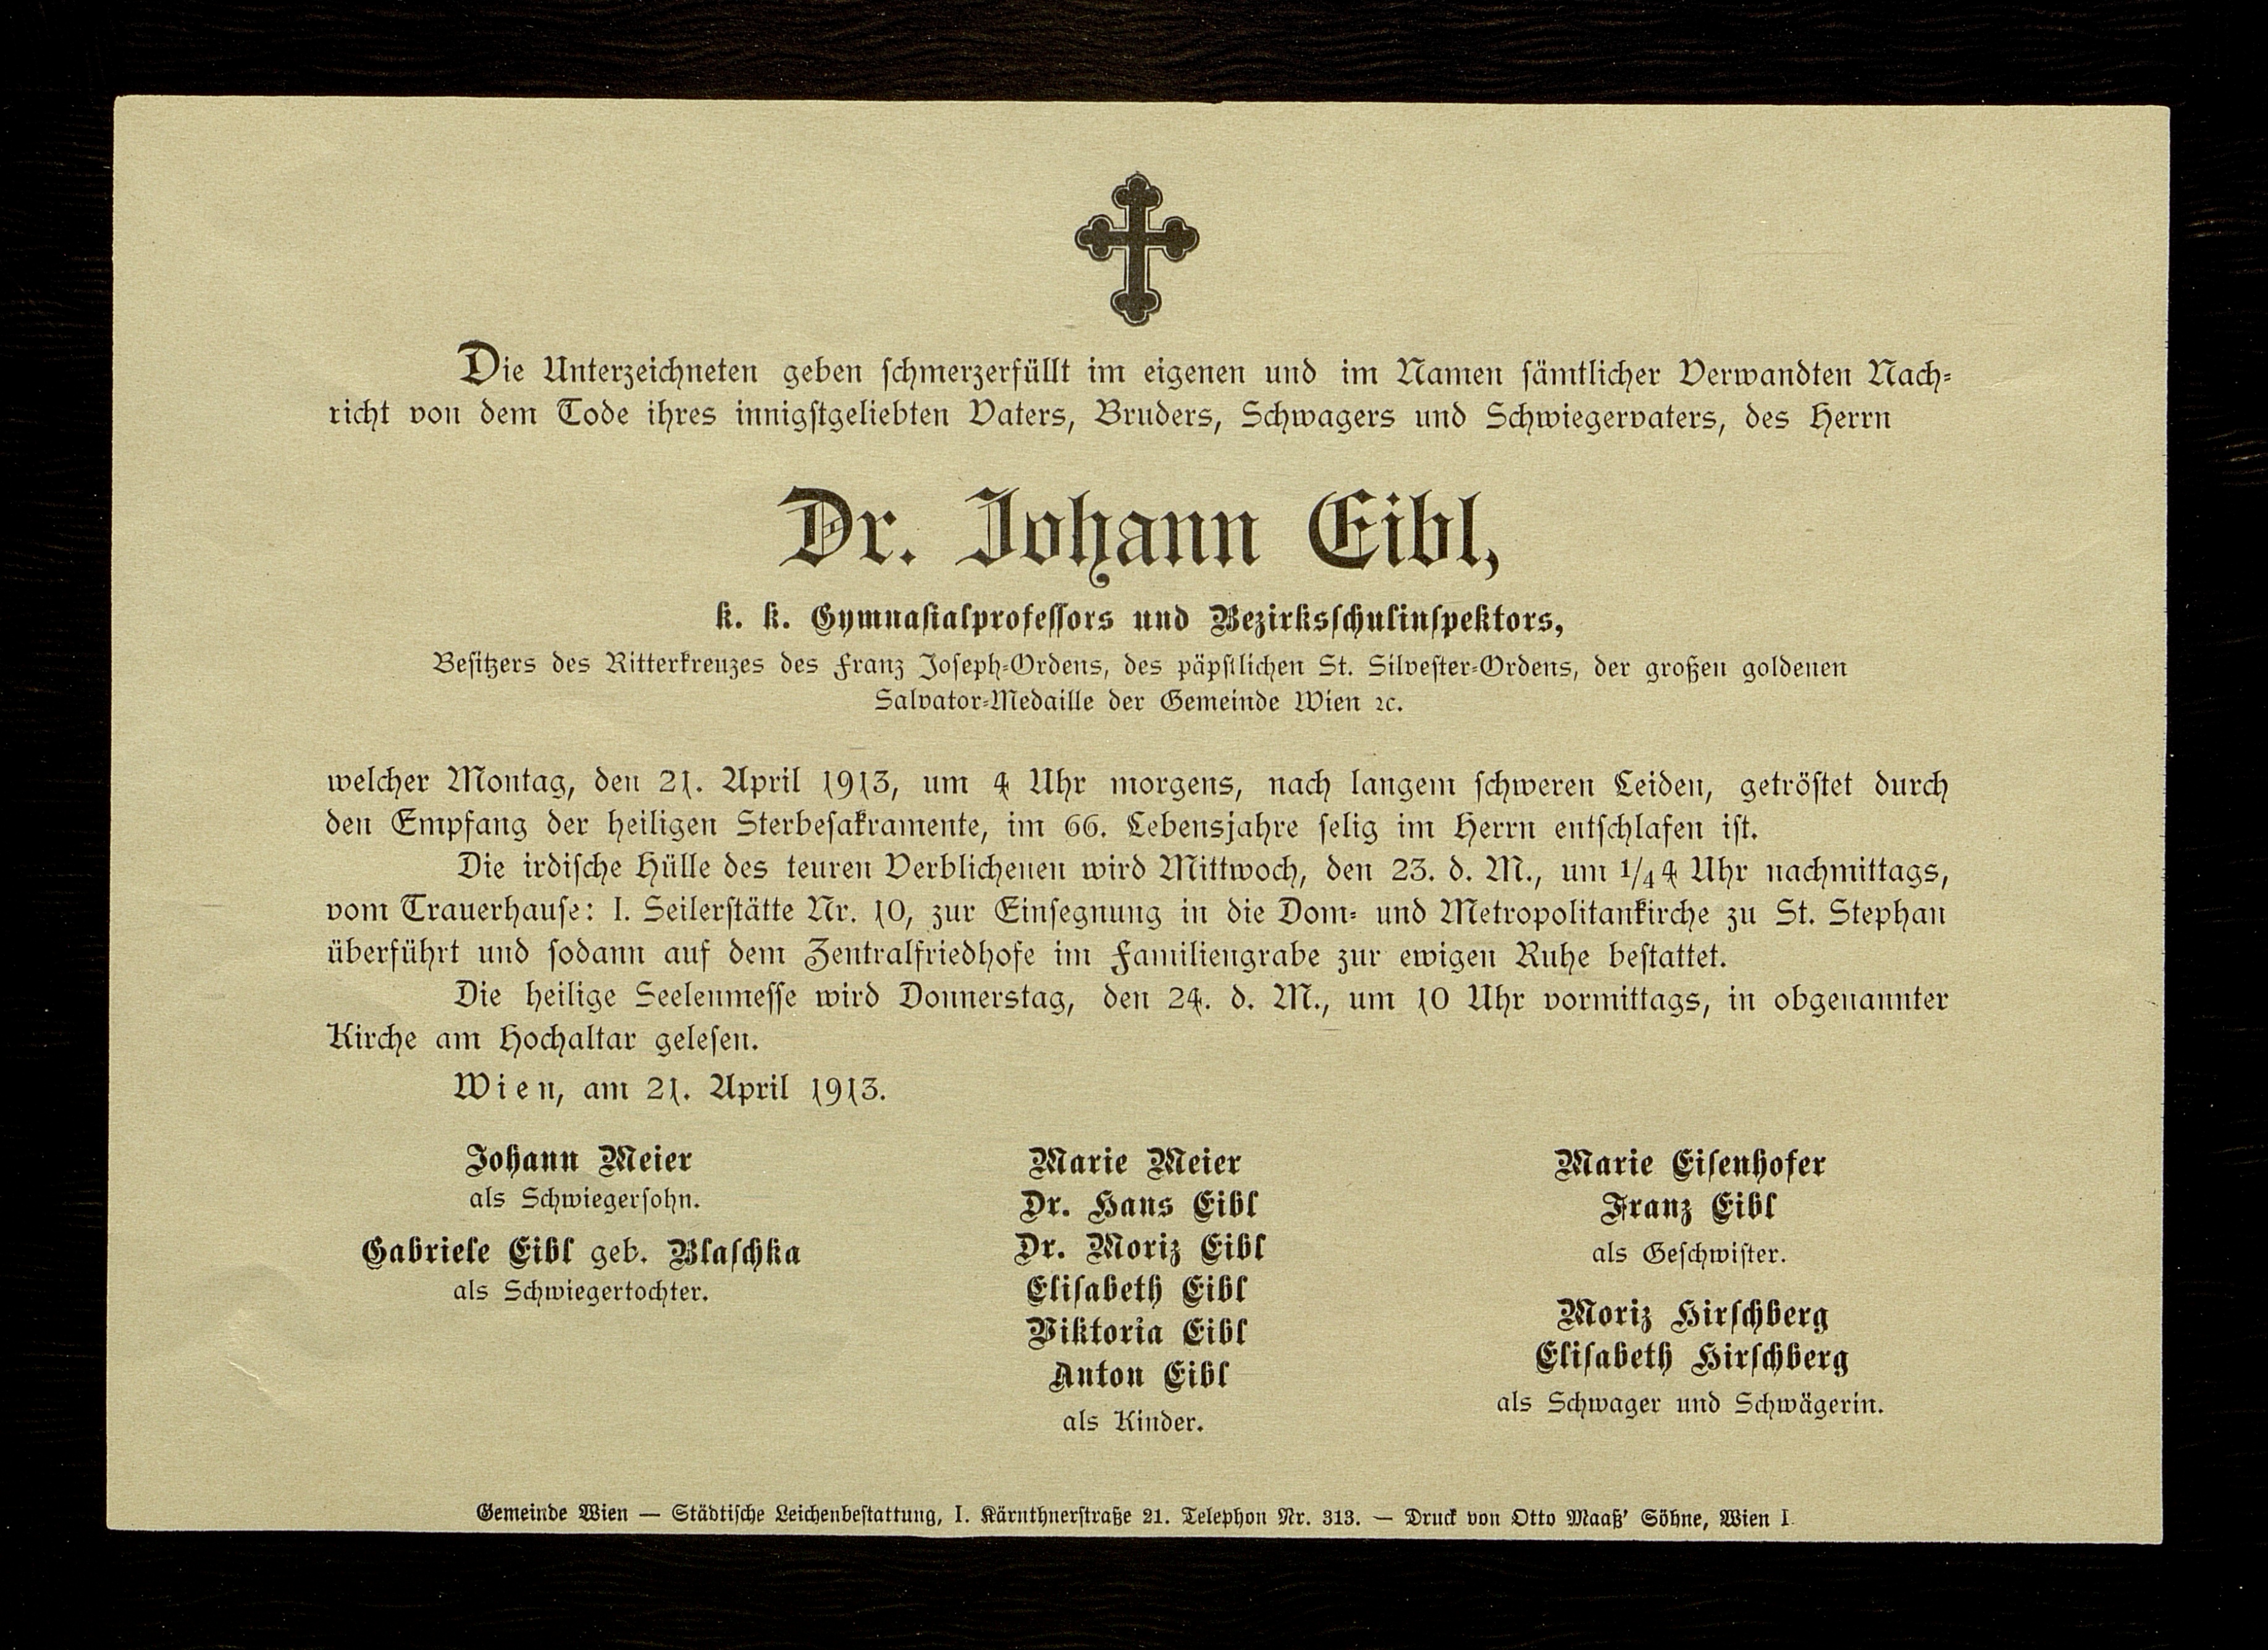 Die Unterzeichneten geben schmerzerfüllt im eigenen und im Namen sämtlicher Verwandten Nach-
richt von dem Tode ihres innigstgeliebten Vaters, Bruders, Schwagers und Schwiegervaters, des Herrn
Dr. Johann Eibl,
k. k. Gymnasialprofessors und Bezirksschulinspektors,
Besitzers des Ritterkreuzes des Franz Joseph-Ordens, des päpstlichen St. Silvester-Ordens, der großen goldenen
Salvator-Medaille der Gemeinde Wien ꝛc.
welcher Montag, den 21. April 1913, um 4 Uhr morgens, nach langem schweren Leiden, getröstet durch
den Empfang der heiligen Sterbesakramente, im 66. Lebensjahre selig im Herrn entschlafen ist.
Die irdische Hülle des teuren Verblichenen wird Mittwoch, den 23. d. M., um 1/4 4 Uhr nachmittags,
vom Trauerhause: I. Seilerstätte Nr. 10, zur Einsegnung in die Dom- und Metropolitankirche zu St. Stephan
überführt und sodann auf dem Zentralfriedhofe im Familiengrabe zur ewigen Ruhe bestattet.
Die heilige Seelenmesse wird Donnerstag, den 24. d. M., um 10 Uhr vormittags, in obgenannter
Kirche am Hochaltar gelesen.
Wien, am 21. April 1913.
Johann Meier
als Schwiegersohn.
Gabriele Eibl geb. Blaschka
als Schwiegertochter.
Marie Meier
Dr. Hans Eibl
Dr. Moriz Eibl
Elisabeth Eibl
Viktoria Eibl
Anton Eibl
als Kinder.
Marie Eisenhofer
Franz Eibl
als Geschwister.
Moriz Hirschberg
Elisabeth Hirschberg
als Schwager und Schwägerin.
Gemeinde Wien — Städtische Leichenbestattung, I. Kärnthnerstraße 21. Telephon Nr. 313. — Druck von Otto Maaß' Söhne, Wien I.